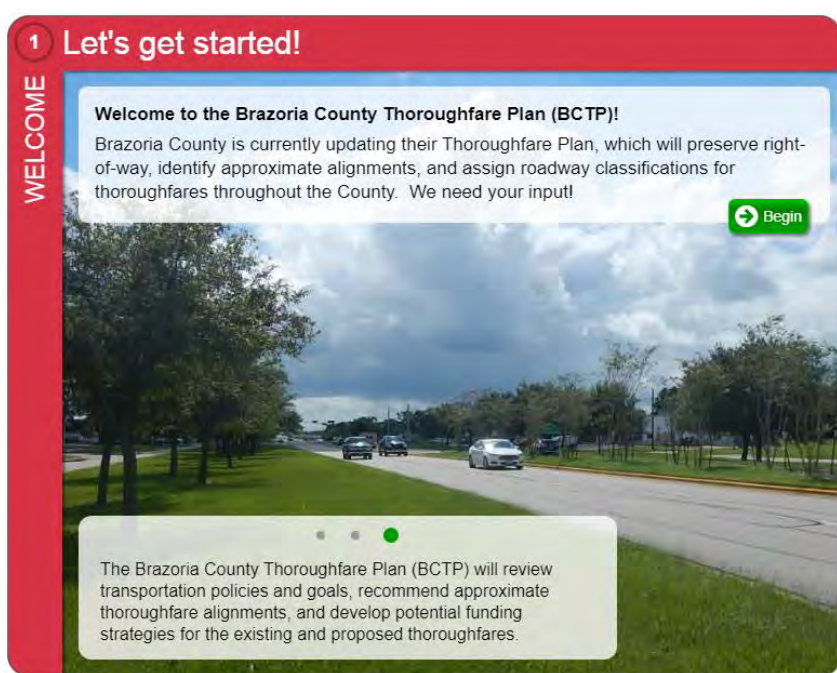 1 Let's get started!
WELCOME
Welcome to the Brazoria County Thoroughfare Plan (BCTP)!
Brazoria County is currently updating their Thoroughfare Plan, which will preserve right-
of-way, identify approximate alignments, and assign roadway classifications for
thoroughfares throughout the County.  We need your input!
Begin
The Brazoria County Thoroughfare Plan (BCTP) will review
transportation policies and goals, recommend approximate
thoroughfare alignments, and develop potential funding
strategies for the existing and proposed thoroughfares.